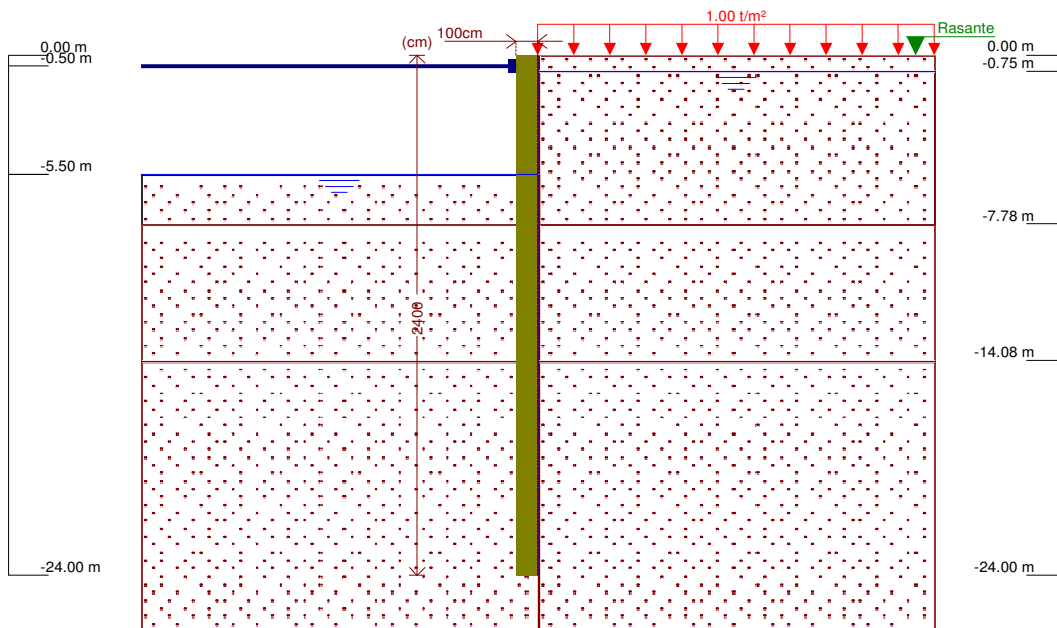 1.00 t/m²
Rasante
100cm
(cm)
0.00 m
0.00 m
-0.50 m
-0.75 m
-5.50 m
-7.78 m
2400
-14.08 m
-24.00 m
-24.00 m